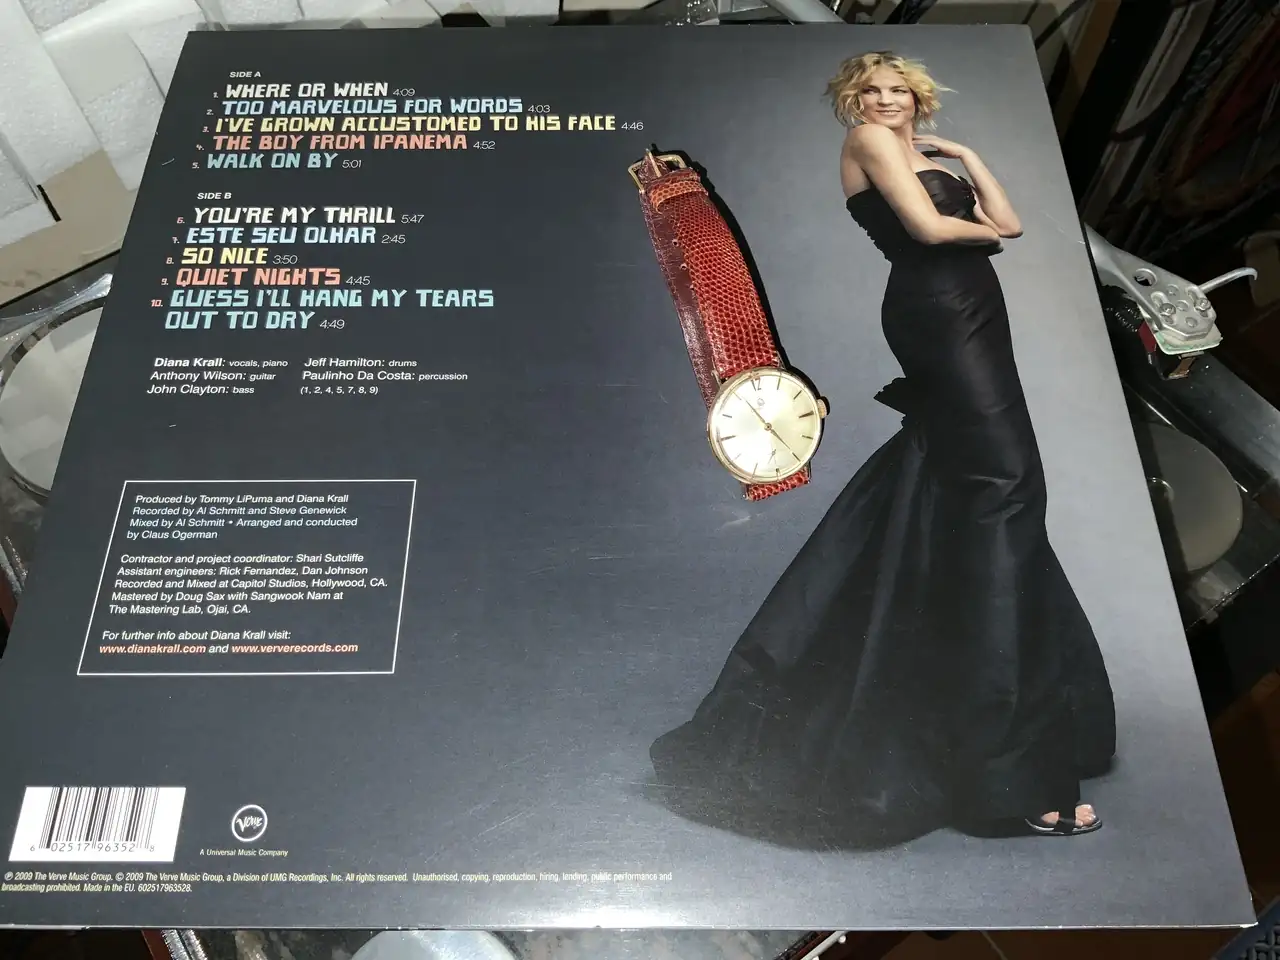 SIDE A
1. WHERE OR WHEN 4:09
2. TOO MARVELOUS FOR WORDS 4:03
3. I'VE GROWN ACCUSTOMED TO HIS FACE 4:46
4. THE BOY FROM IPANEMA 4:52
5. WALK ON BY 5:01
SIDE B
6. YOU'RE MY THRILL 5:47
7. ESTE SEU OLHAR 2:45
8. SO NICE 3:50
9. QUIET NIGHTS 4:45
10. GUESS I'LL HANG MY TEARS
OUT TO DRY 4:49
Diana Krall: vocals, piano
Anthony Wilson: guitar
John Clayton: bass
Jeff Hamilton: drums
Paulinho Da Costa: percussion
(1, 2, 4, 5, 7, 8, 9)
12
Produced by Tommy LiPuma and Diana Krall
Recorded by Al Schmitt and Steve Genewick
Mixed by Al Schmitt • Arranged and conducted
by Claus Ogerman
Contractor and project coordinator: Shari Sutcliffe
Assistant engineers: Rick Fernandez, Dan Johnson
Recorded and Mixed at Capitol Studios, Hollywood, CA.
Mastered by Doug Sax with Sangwook Nam at
The Mastering Lab, Ojai, CA.
For further info about Diana Krall visit:
www.dianakrall.com and www.ververecords.com
6 02517 96352 8
Verve
A Universal Music Company
℗ 2009 The Verve Music Group. © 2009 The Verve Music Group, a Division of UMG Recordings, Inc. All rights reserved. Unauthorised, copying, reproduction, hiring, lending, public performance and
broadcasting prohibited. Made in the EU. 602517963528.